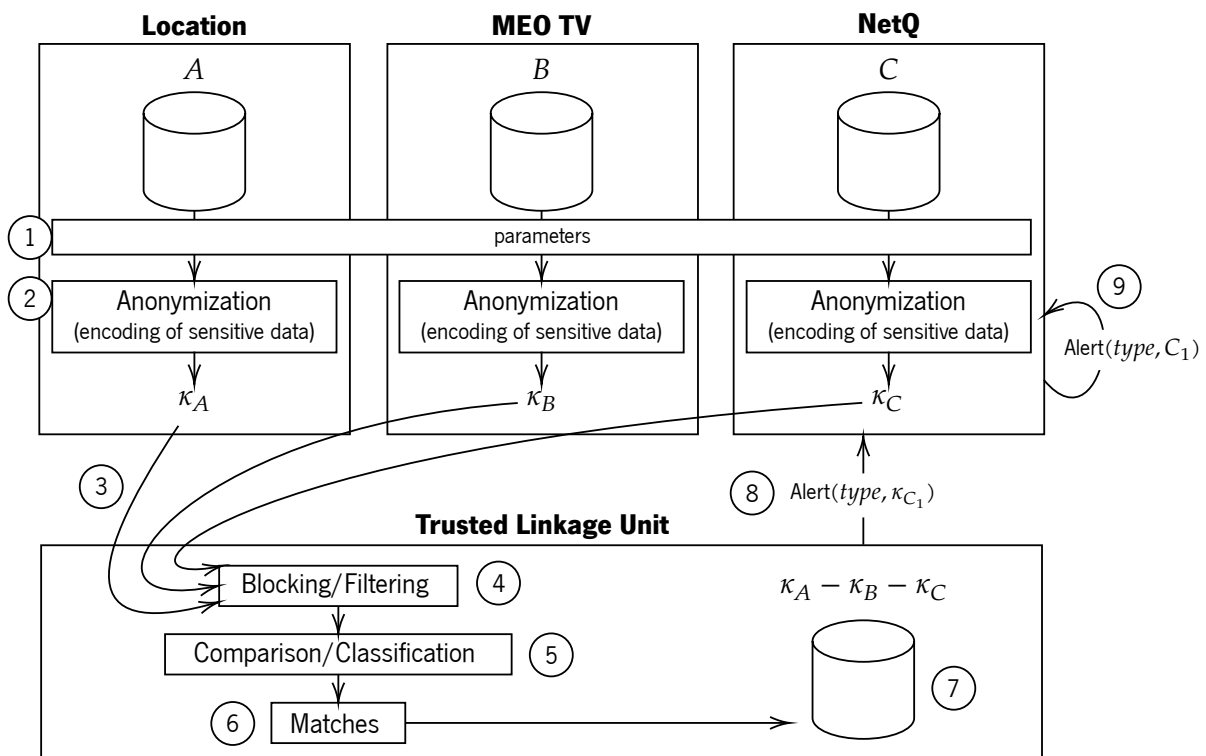 Location
MEO TV
NetQ
A
B
C
1
parameters
2
Anonymization
(encoding of sensitive data)
Anonymization
(encoding of sensitive data)
Anonymization
(encoding of sensitive data)
9
Alert(type, C₁)
κ_A
κ_B
κ_C
3
8
Alert(type, κ_C₁)
Trusted Linkage Unit
Blocking/Filtering
4
κ_A − κ_B − κ_C
Comparison/Classification
5
7
6
Matches